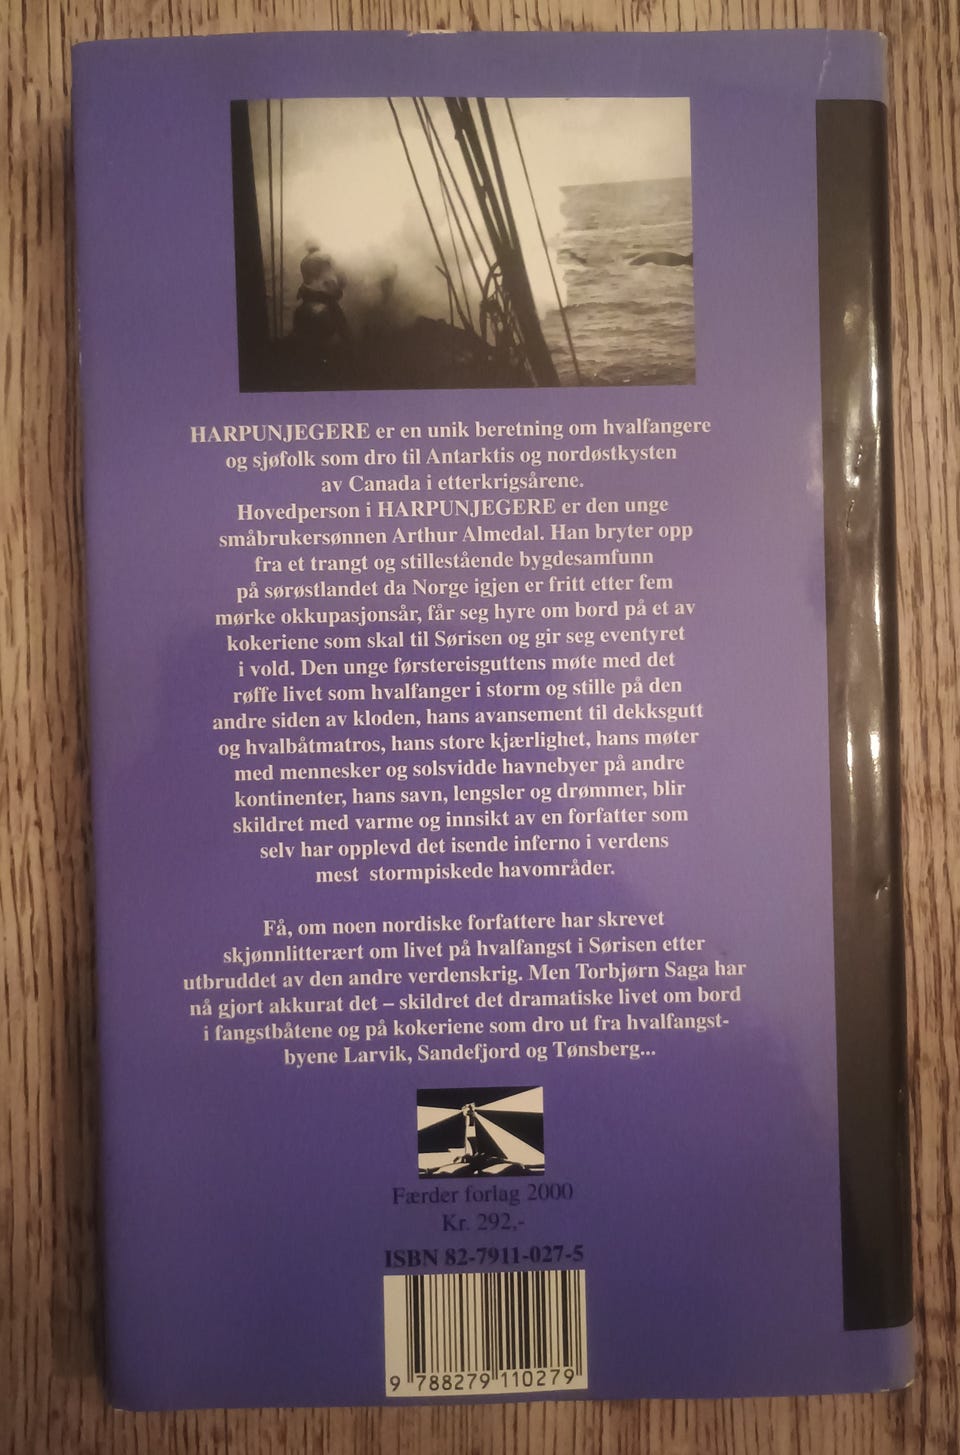 HARPUNJEGERE er en unik beretning om hvalfangere
og sjøfolk som dro til Antarktis og nordøstkysten
av Canada i etterkrigsårene.
Hovedperson i HARPUNJEGERE er den unge
småbrukersønnen Arthur Almedal. Han bryter opp
fra et trangt og stillestående bygdesamfunn
på sørøstlandet da Norge igjen er fritt etter fem
mørke okkupasjonsår, får seg hyre om bord på et av
kokeriene som skal til Sørisen og gir seg eventyret
i vold. Den unge førstereisguttens møte med det
røffe livet som hvalfanger i storm og stille på den
andre siden av kloden, hans avansement til dekksgutt
og hvalbåtmatros, hans store kjærlighet, hans møter
med mennesker og solsvidde havnebyer på andre
kontinenter, hans savn, lengsler og drømmer, blir
skildret med varme og innsikt av en forfatter som
selv har opplevd det isende inferno i verdens
mest stormpiskede havområder.
Få, om noen nordiske forfattere har skrevet
skjønnlitterært om livet på hvalfangst i Sørisen etter
utbruddet av den andre verdenskrig. Men Torbjørn Saga har
nå gjort akkurat det – skildret det dramatiske livet om bord
i fangstbåtene og på kokeriene som dro ut fra hvalfangst-
byene Larvik, Sandefjord og Tønsberg...
Færder forlag 2000
Kr. 292,-
ISBN 82-7911-027-5
9 788279 110279